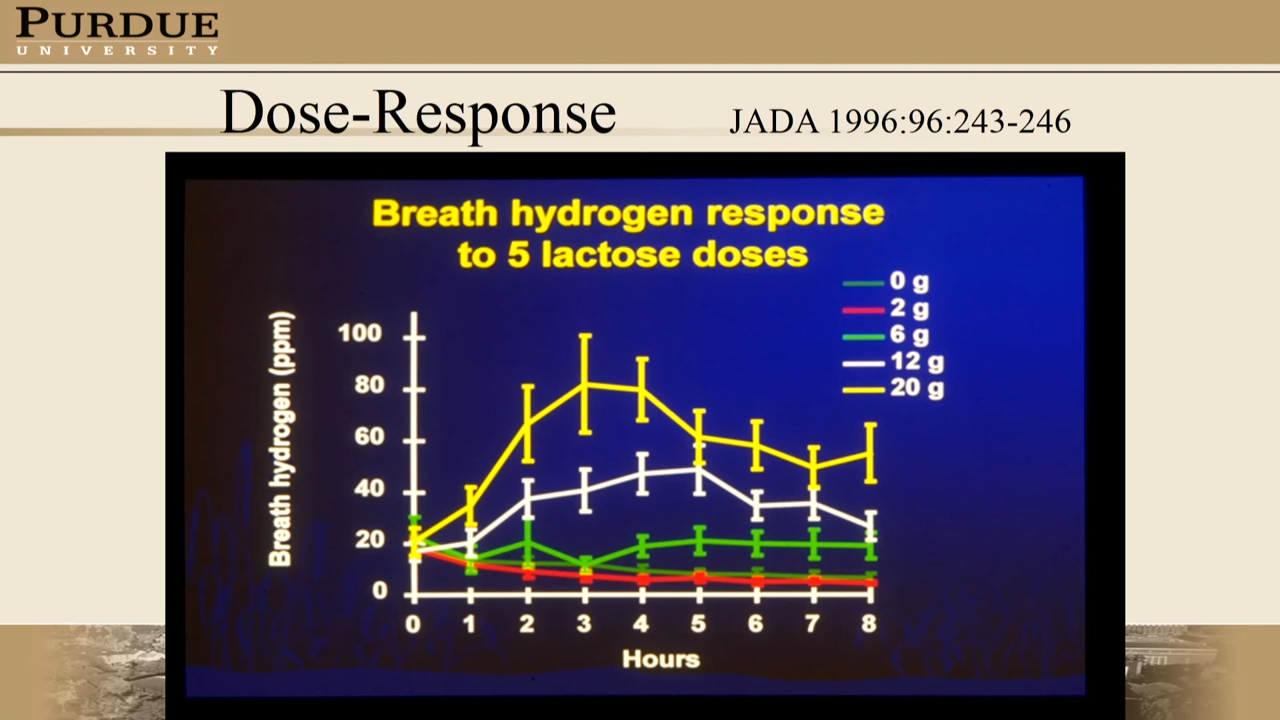 PURDUE
UNIVERSITY
Dose-Response
JADA 1996:96:243-246
Breath hydrogen response
to 5 lactose doses
0 g
2 g
6 g
12 g
20 g
Breath hydrogen (ppm)
100
80
60
40
20
0
0 1 2 3 4 5 6 7 8
Hours